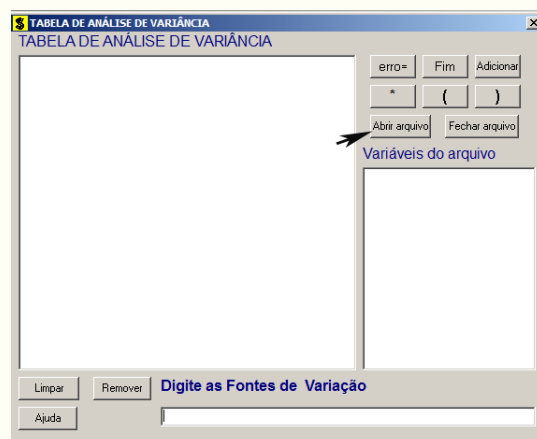 TABELA DE ANÁLISE DE VARIÂNCIA
TABELA DE ANÁLISE DE VARIÂNCIA
erro= Fim Adicionar
* ( )
Abrir arquivo Fechar arquivo
Variáveis do arquivo
Limpar Remover Digite as Fontes de Variação
Ajuda